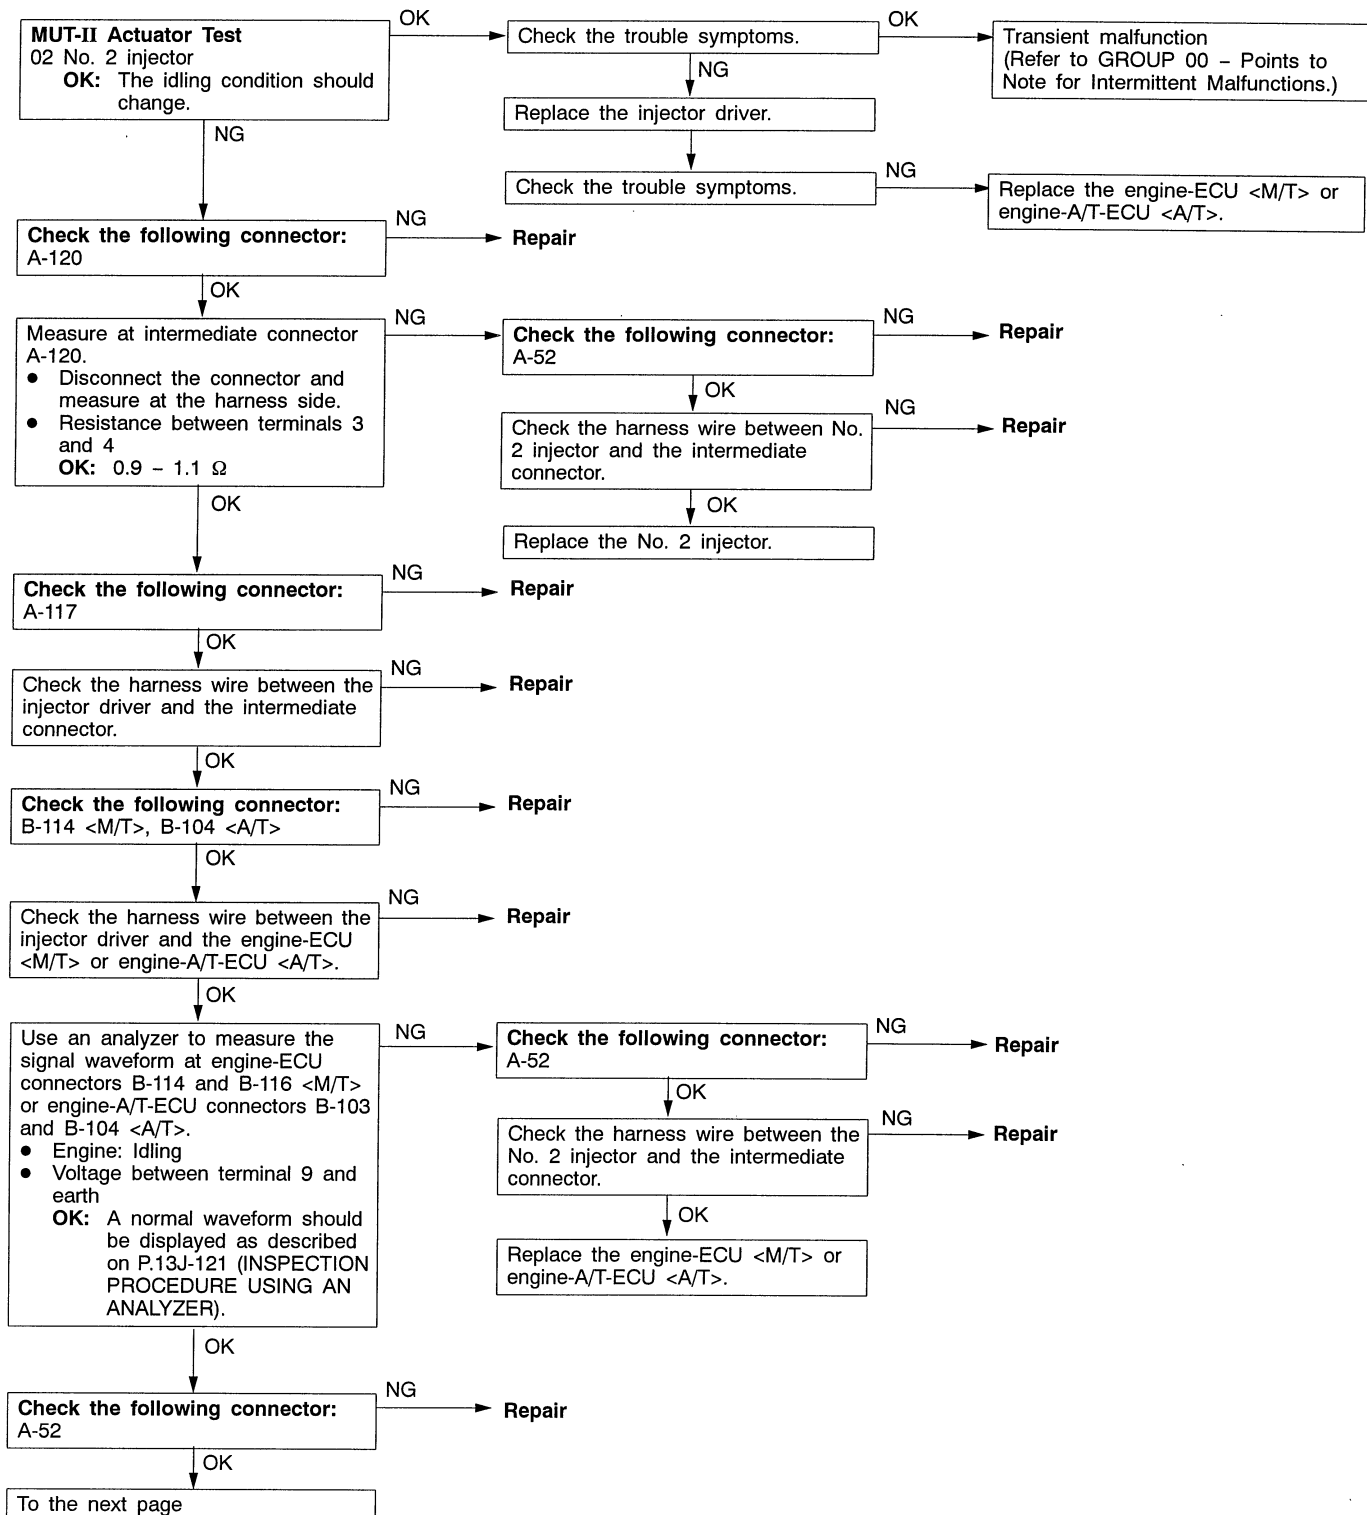 MUT-II Actuator Test
02 No. 2 injector
OK: The idling condition should
change.
OK
Check the trouble symptoms.
OK
Transient malfunction
(Refer to GROUP 00 – Points to
Note for Intermittent Malfunctions.)
NG
Replace the injector driver.
NG
Check the trouble symptoms.
NG
Replace the engine-ECU <M/T> or
engine-A/T-ECU <A/T>.
Check the following connector:
A-120
NG
Repair
OK
Measure at intermediate connector
A-120.
● Disconnect the connector and
measure at the harness side.
● Resistance between terminals 3
and 4
OK: 0.9 – 1.1 Ω
NG
Check the following connector:
A-52
NG
Repair
OK
Check the harness wire between No.
2 injector and the intermediate
connector.
NG
Repair
OK
Replace the No. 2 injector.
OK
Check the following connector:
A-117
NG
Repair
OK
Check the harness wire between the
injector driver and the intermediate
connector.
NG
Repair
OK
Check the following connector:
B-114 <M/T>, B-104 <A/T>
NG
Repair
OK
Check the harness wire between the
injector driver and the engine-ECU
<M/T> or engine-A/T-ECU <A/T>.
NG
Repair
OK
Use an analyzer to measure the
signal waveform at engine-ECU
connectors B-114 and B-116 <M/T>
or engine-A/T-ECU connectors B-103
and B-104 <A/T>.
● Engine: Idling
● Voltage between terminal 9 and
earth
OK: A normal waveform should
be displayed as described
on P.13J-121 (INSPECTION
PROCEDURE USING AN
ANALYZER).
NG
Check the following connector:
A-52
NG
Repair
OK
Check the harness wire between the
No. 2 injector and the intermediate
connector.
NG
Repair
OK
Replace the engine-ECU <M/T> or
engine-A/T-ECU <A/T>.
OK
Check the following connector:
A-52
NG
Repair
OK
To the next page